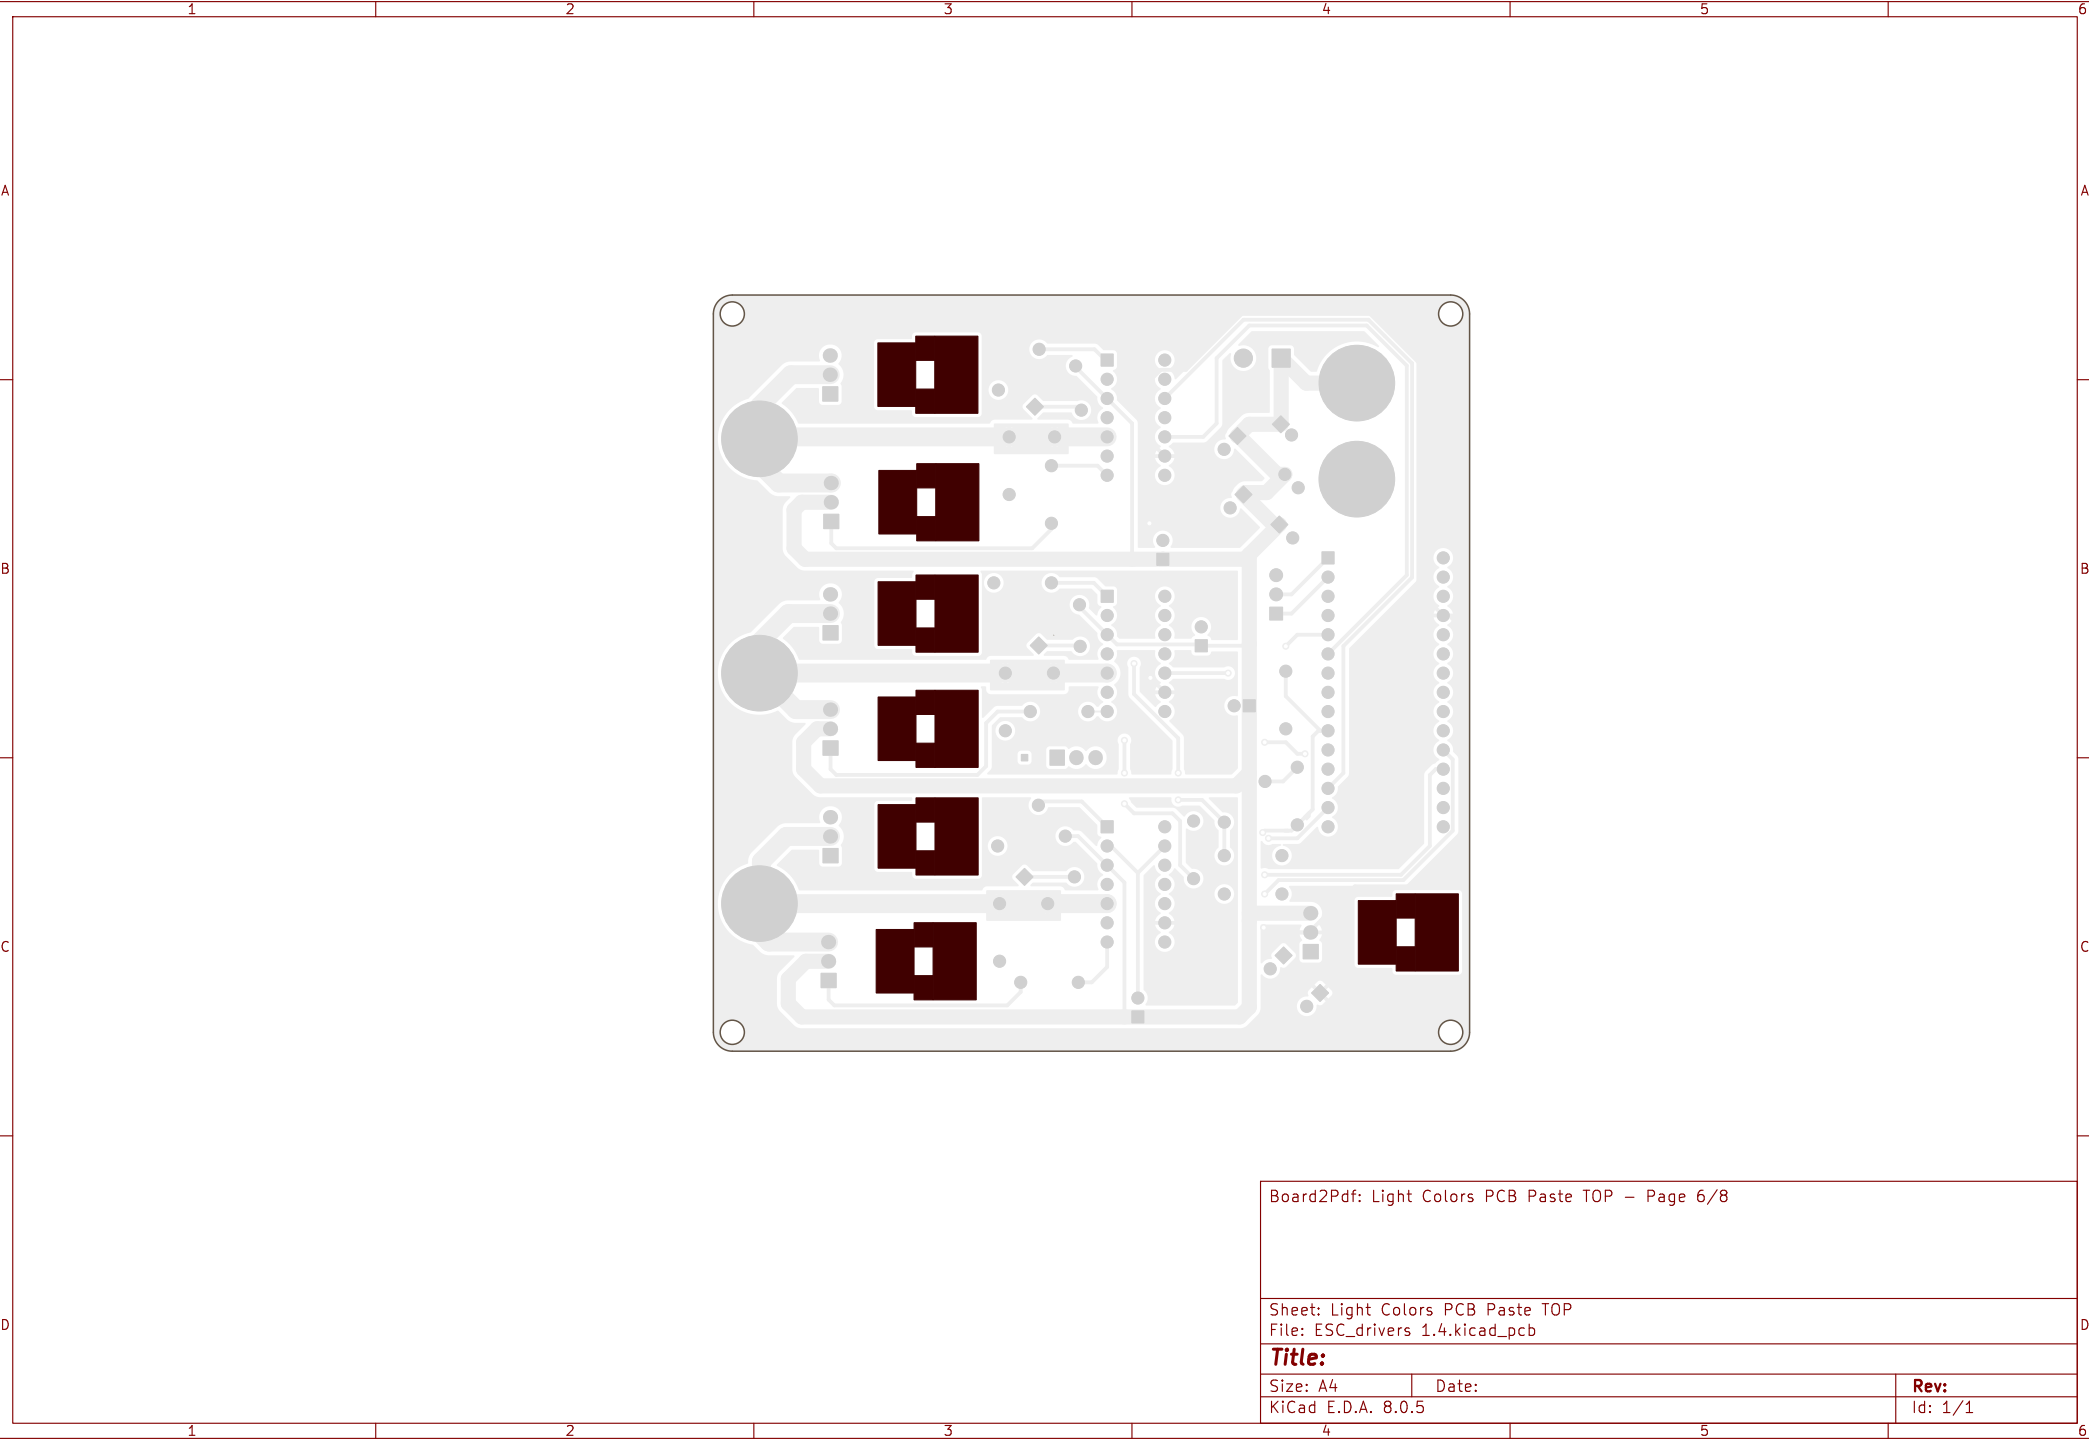 1 2 3 4 5 6
A A
B B
C C
D D
Board2Pdf: Light Colors PCB Paste TOP – Page 6/8
Sheet: Light Colors PCB Paste TOP
File: ESC_drivers 1.4.kicad_pcb
Title:
Size: A4 Date: Rev:
KiCad E.D.A. 8.0.5 Id: 1/1
1 2 3 4 5 6